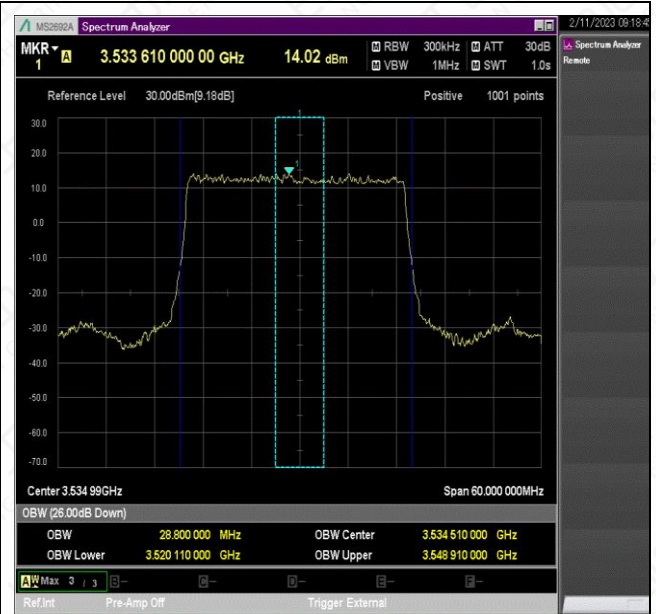 MS2692A Spectrum Analyzer
2/11/2023 09:18:4
MKR 1 A 3.533 610 000 00 GHz 14.02 dBm
M RBW 300kHz M ATT 30dB
M VBW 1MHz M SWT 1.0s
Spectrum Analyzer
Remote
Reference Level 30.00dBm[9.18dB] Positive 1001 points
1
30.0
20.0
1
10.0
0.0
-10.0
-20.0
-30.0
-40.0
-50.0
-60.0
-70.0
Center 3.534 99GHz Span 60.000 000MHz
OBW (26.00dB Down)
OBW 28.800 000 MHz OBW Center 3.534 510 000 GHz
OBW Lower 3.520 110 000 GHz OBW Upper 3.548 910 000 GHz
A W Max 3 / 3 B- C- D- E- F-
Ref.Int Pre-Amp Off Trigger External